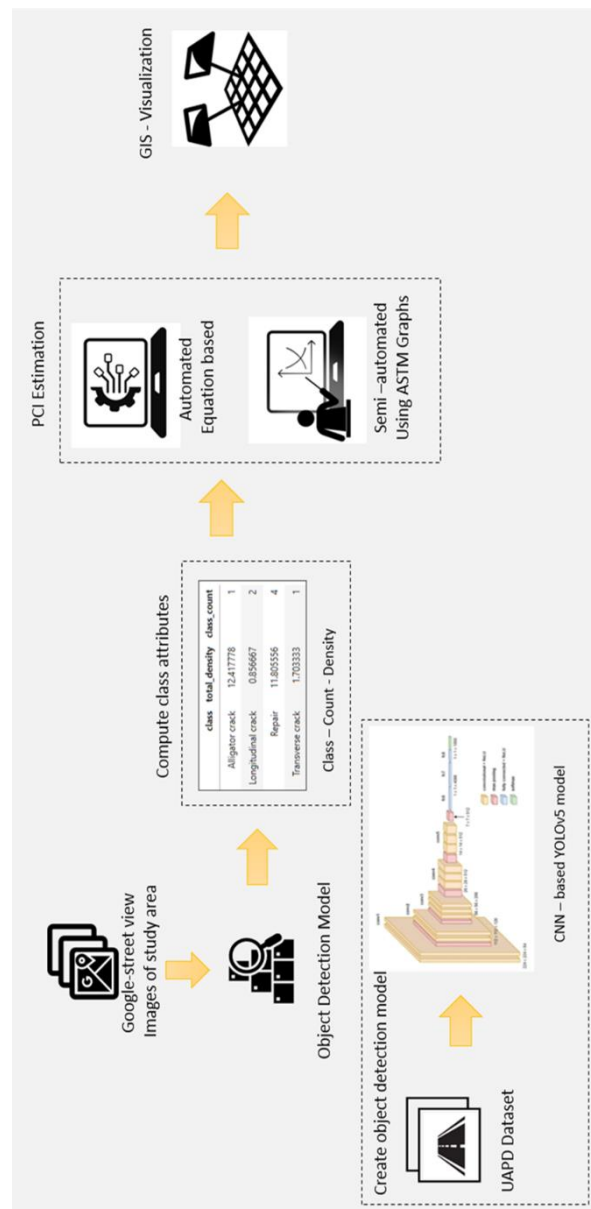 Google-street view
Images of study area
Object Detection Model
Create object detection model
UAPD Dataset
CNN – based YOLOv5 model
Compute class attributes
class total_density class_count
Alligator crack 12.417778 1
Longitudinal crack 0.856667 2
Repair 11.805556 4
Transverse crack 1.703333 1
Class – Count - Density
PCI Estimation
Automated
Equation based
Semi –automated
Using ASTM Graphs
GIS - Visualization